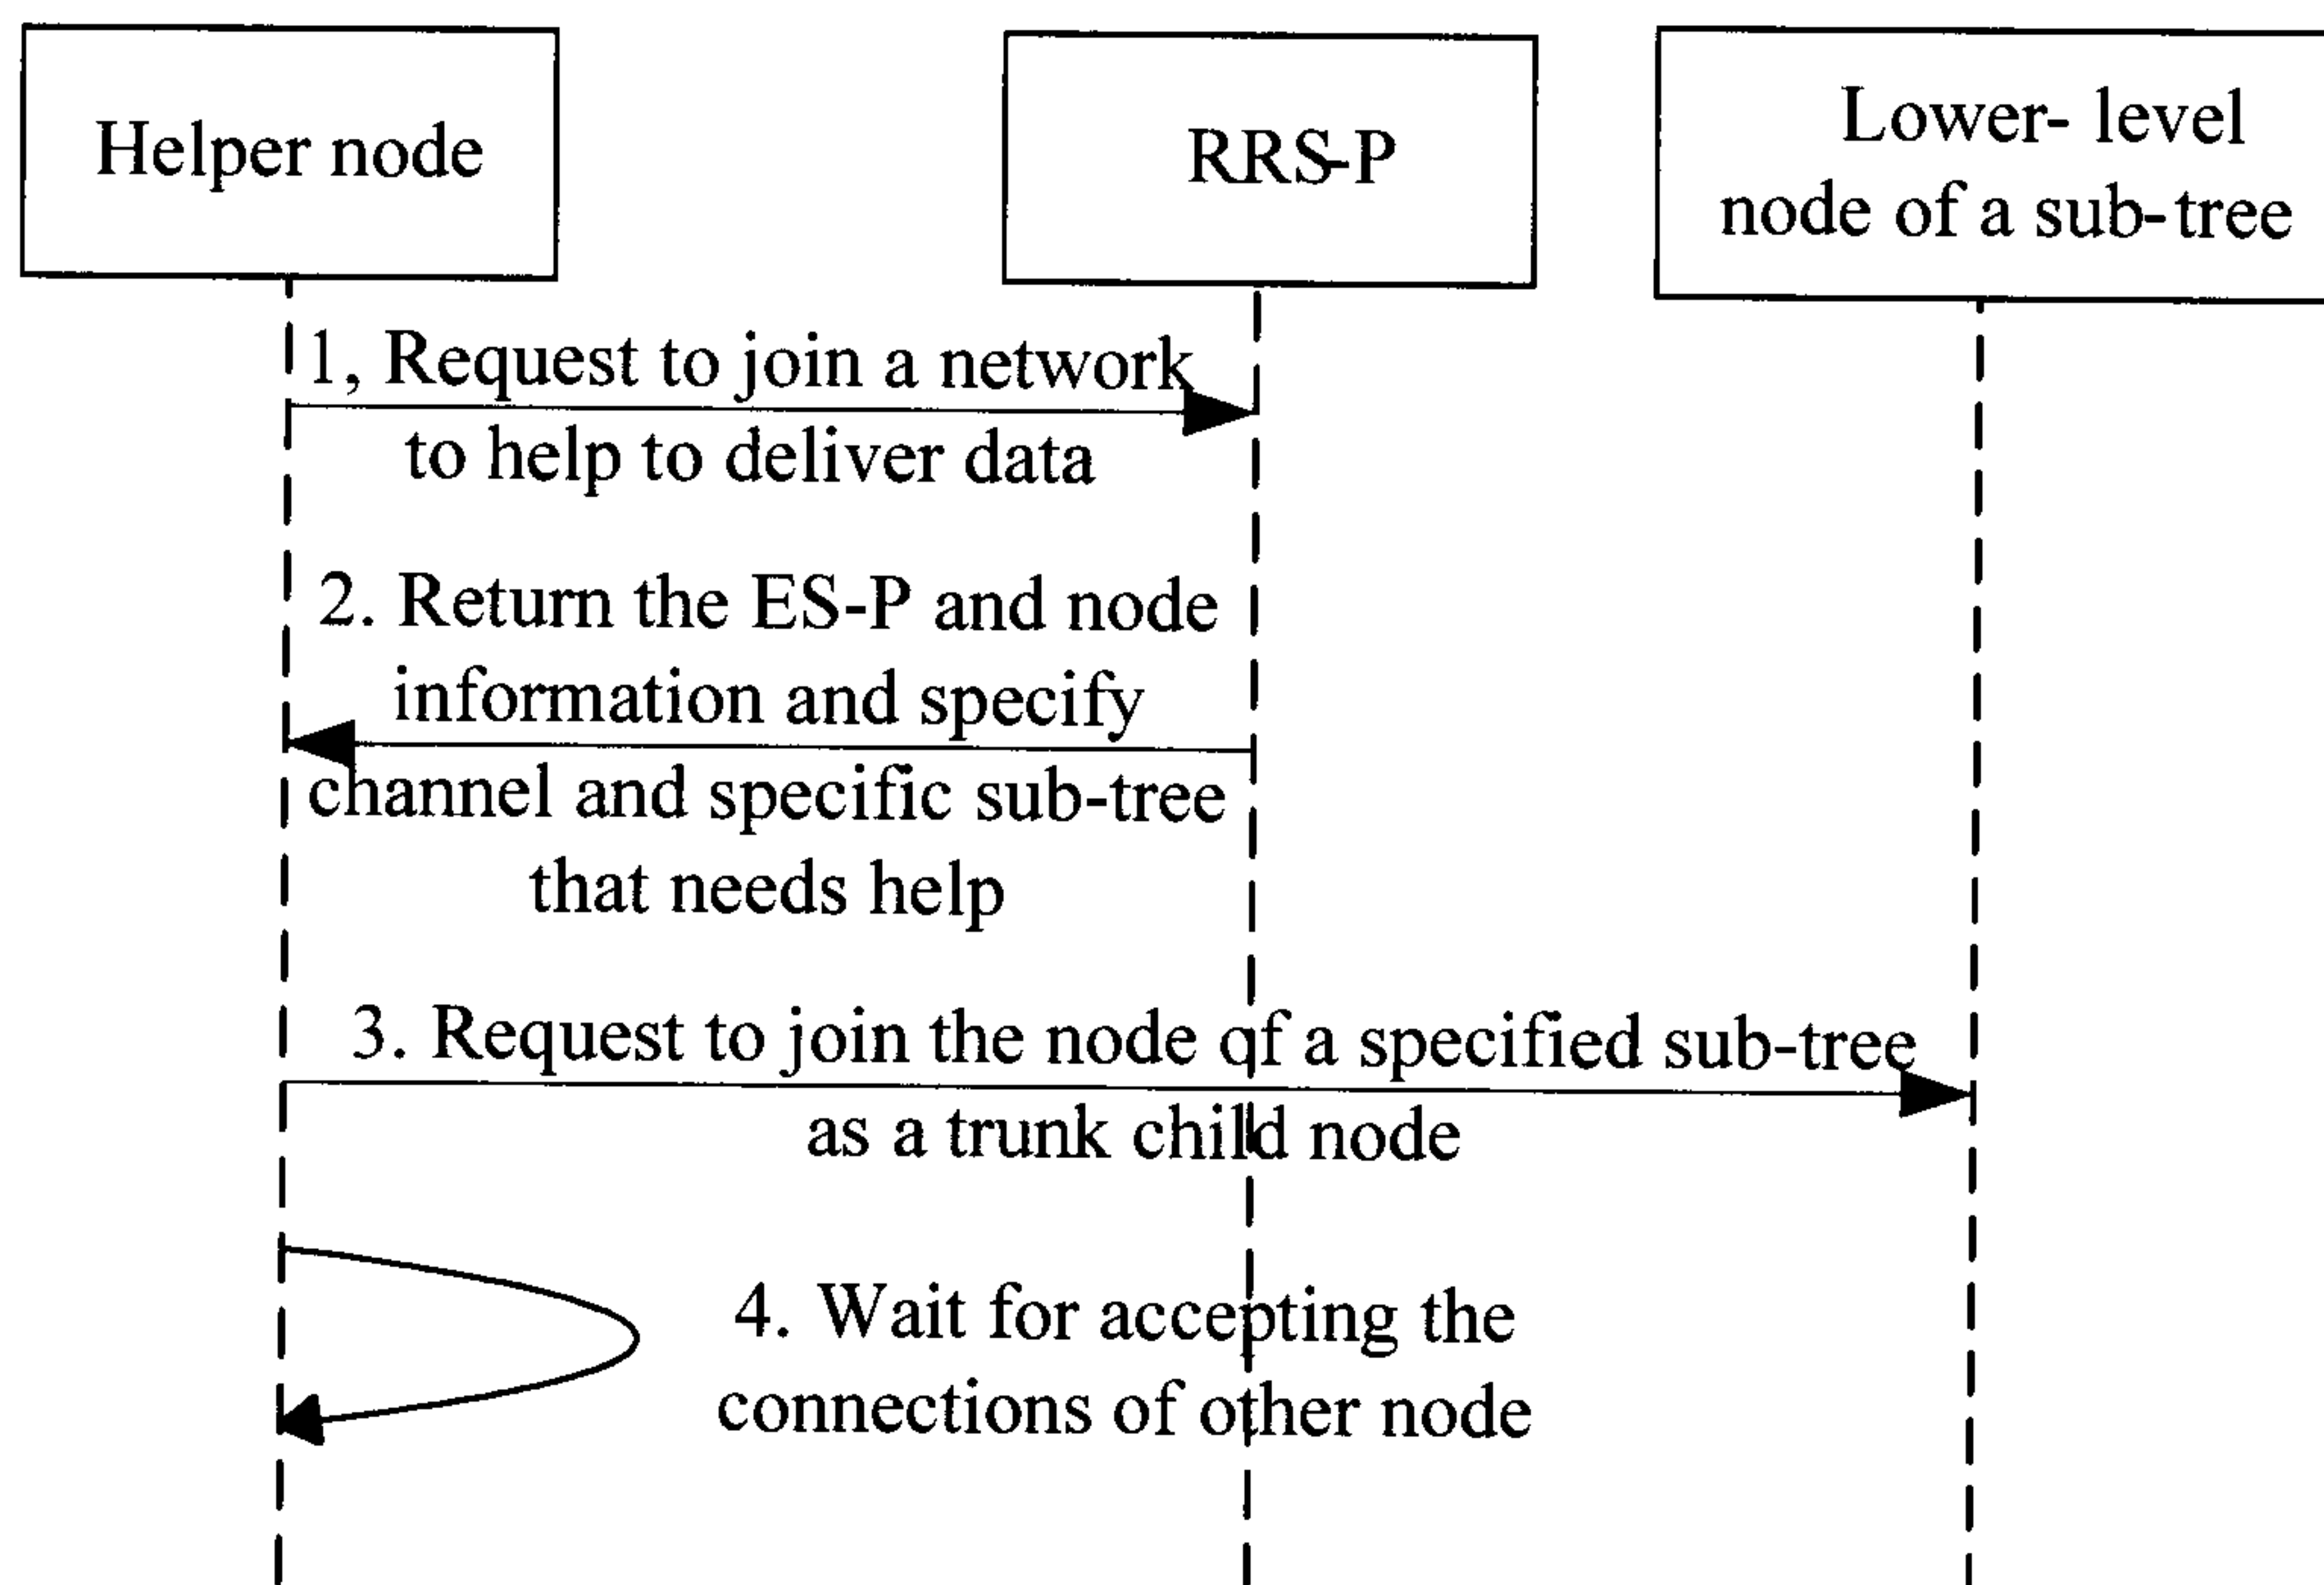 Helper node
RRS-P
Lower- level
node of a sub-tree
1, Request to join a network
to help to deliver data
2. Return the ES-P and node
information and specify
channel and specific sub-tree
that needs help
3. Request to join the node of a specified sub-tree
as a trunk child node
4. Wait for accepting the
connections of other node